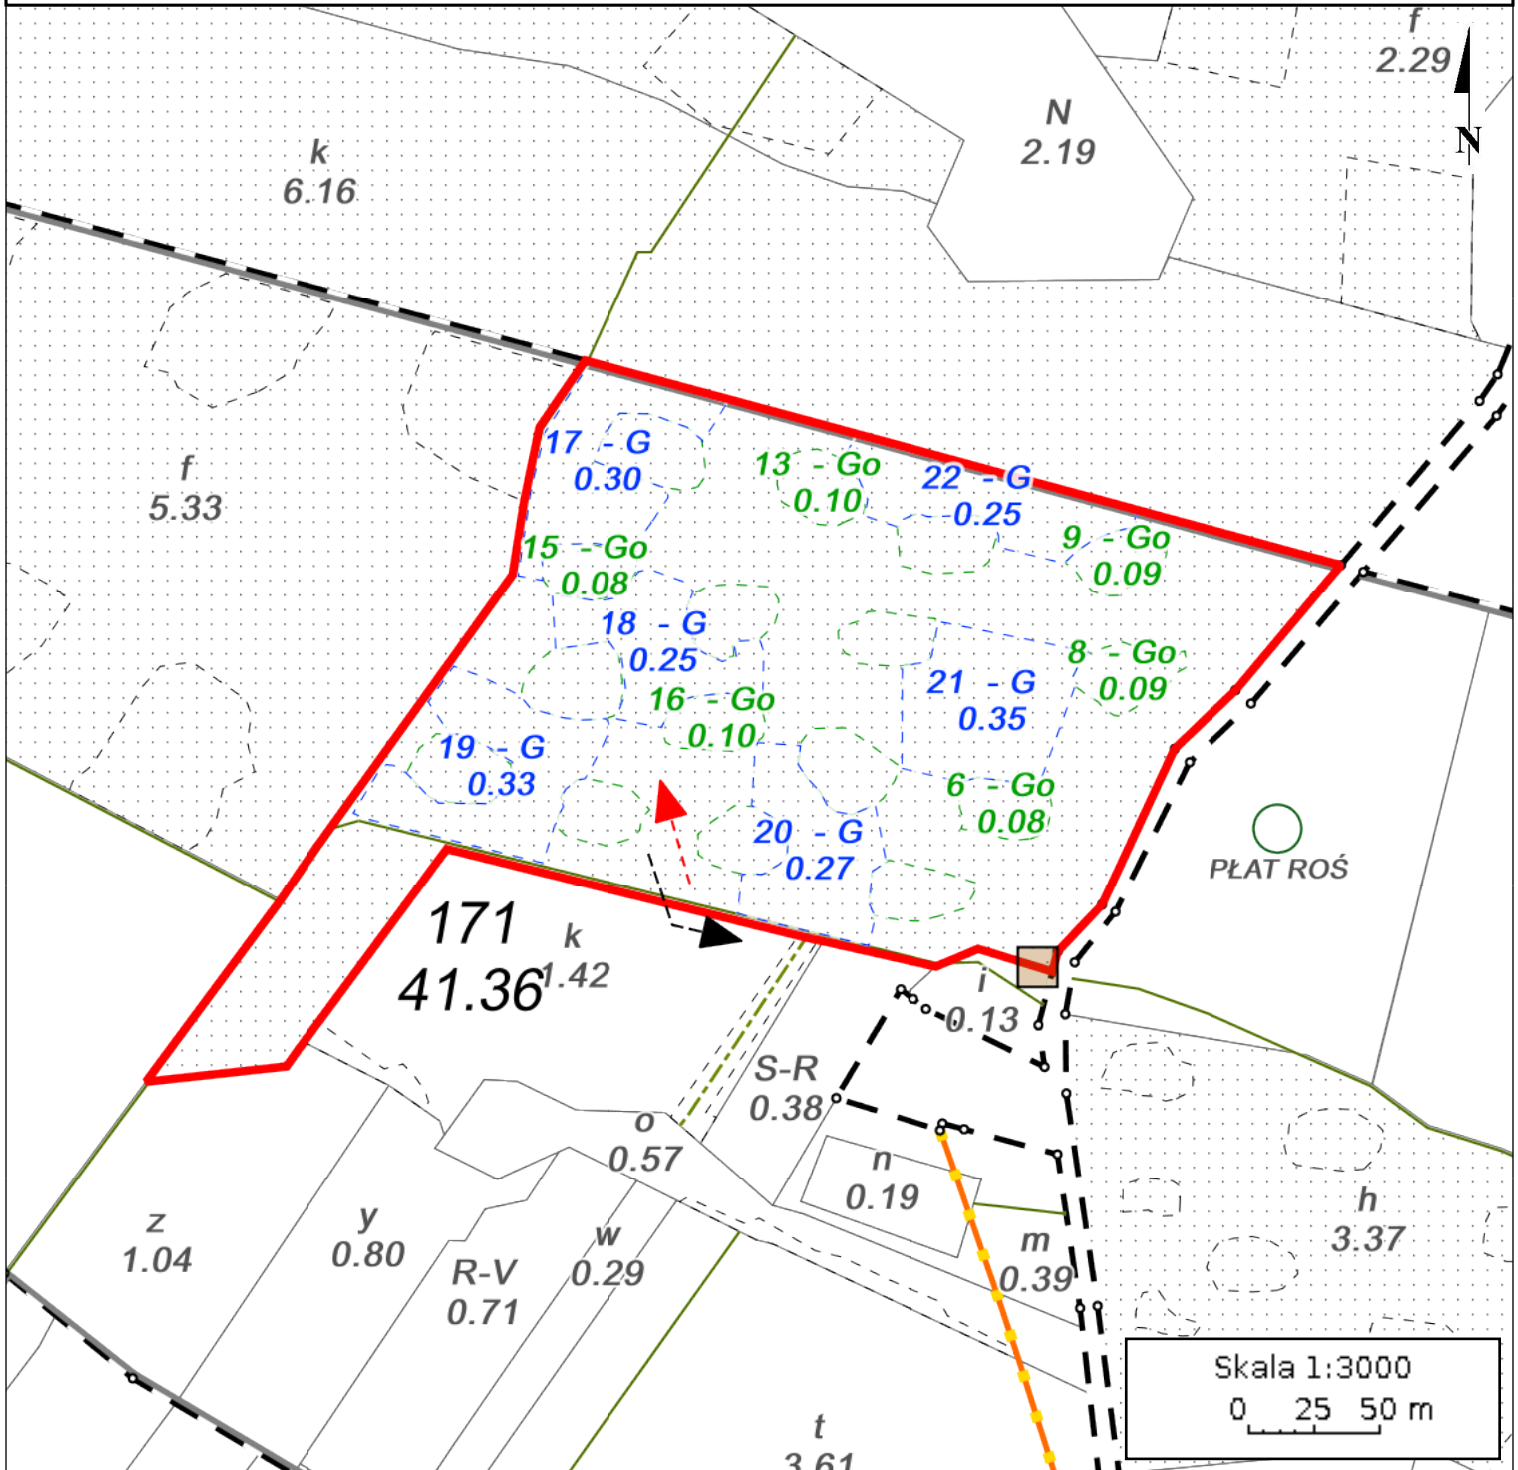 f
2.29
N
N
2.19
k
6.16
17 - G
0.30
13 - Go
0.10
22 - G
0.25
f
5.33
9 - Go
0.09
15 - Go
0.08
18 - G
0.25
8 - Go
0.09
21 - G
0.35
16 - Go
0.10
19 - G
0.33
6 - Go
0.08
20 - G
0.27
PŁAT ROŚ
171
41.36
k
1.42
i
0.13
S-R
0.38
o
0.57
n
0.19
z
1.04
y
0.80
R-V
0.71
w
0.29
m
0.39
h
3.37
t
3.61
Skala 1:3000
0 25 50 m